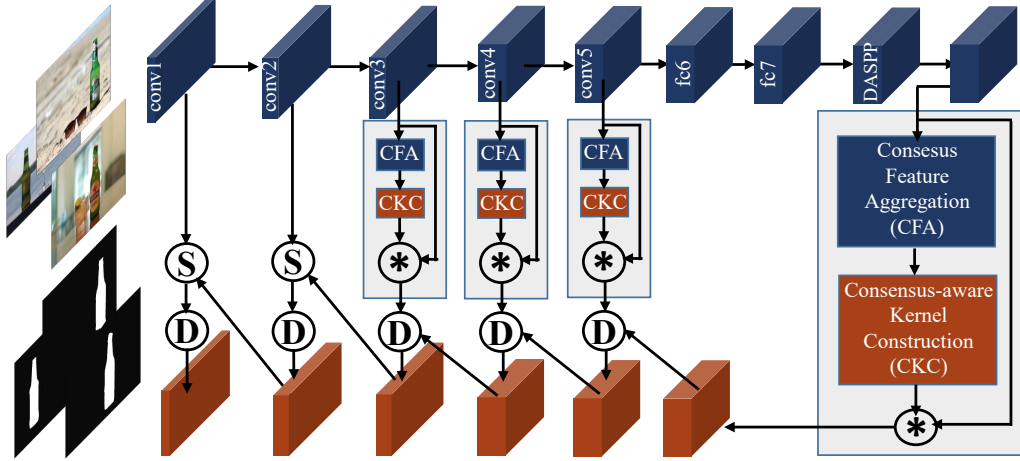 conv1
conv2
conv3
conv4
conv5
fc6
fc7
DASPP
CFA
CFA
CFA
CKC
CKC
CKC
*
*
*
S
S
D
D
D
D
D
Consesus
Feature
Aggregation
(CFA)
Consensus-aware
Kernel
Construction
(CKC)
*